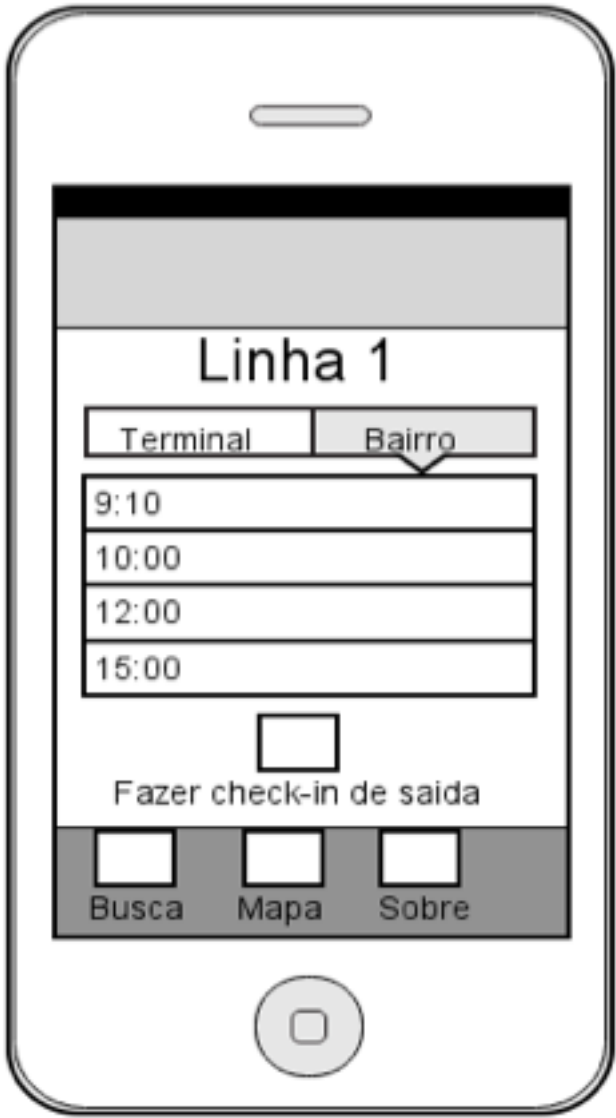 Linha 1
Terminal Bairro
9:10
10:00
12:00
15:00
Fazer check-in de saida
Busca Mapa Sobre